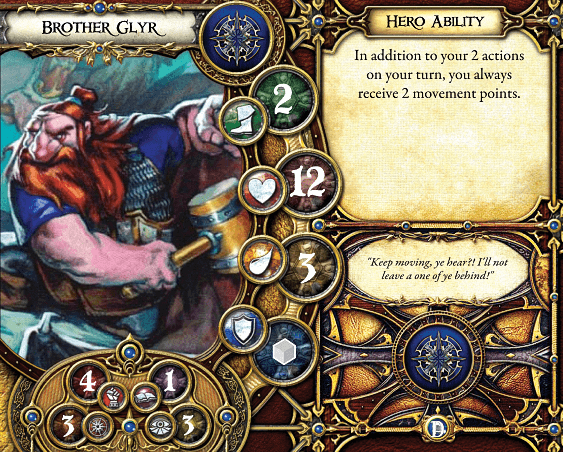 BROTHER GLYR
2
12
3
4
1
3
3
HERO ABILITY
In addition to your 2 actions
on your turn, you always
receive 2 movement points.
"Keep moving, ye hear?! I'll not
leave a one of ye behind!"
D